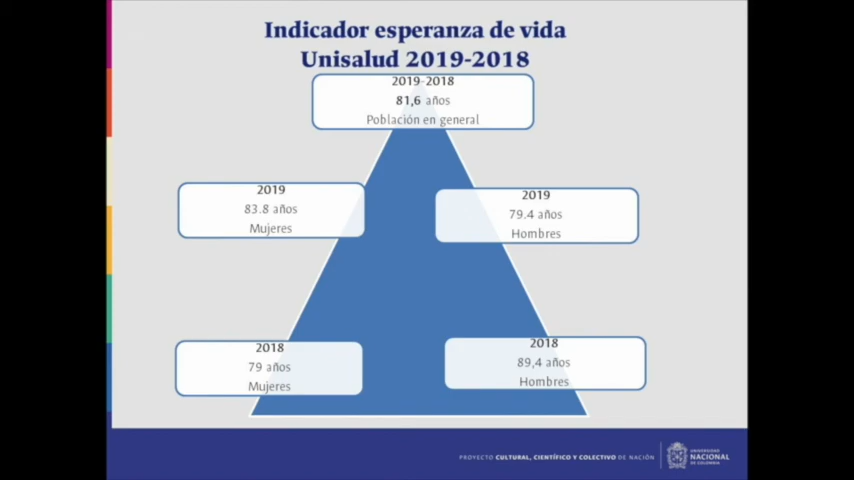 Indicador esperanza de vida
Unisalud 2019-2018
2019-2018
81,6 años
Población en general
2019
83.8 años
Mujeres
2019
79.4 años
Hombres
2018
79 años
Mujeres
2018
89,4 años
Hombres
PROYECTO CULTURAL, CIENTÍFICO Y COLECTIVO DE NACIÓN
UNIVERSIDAD
NACIONAL
DE COLOMBIA